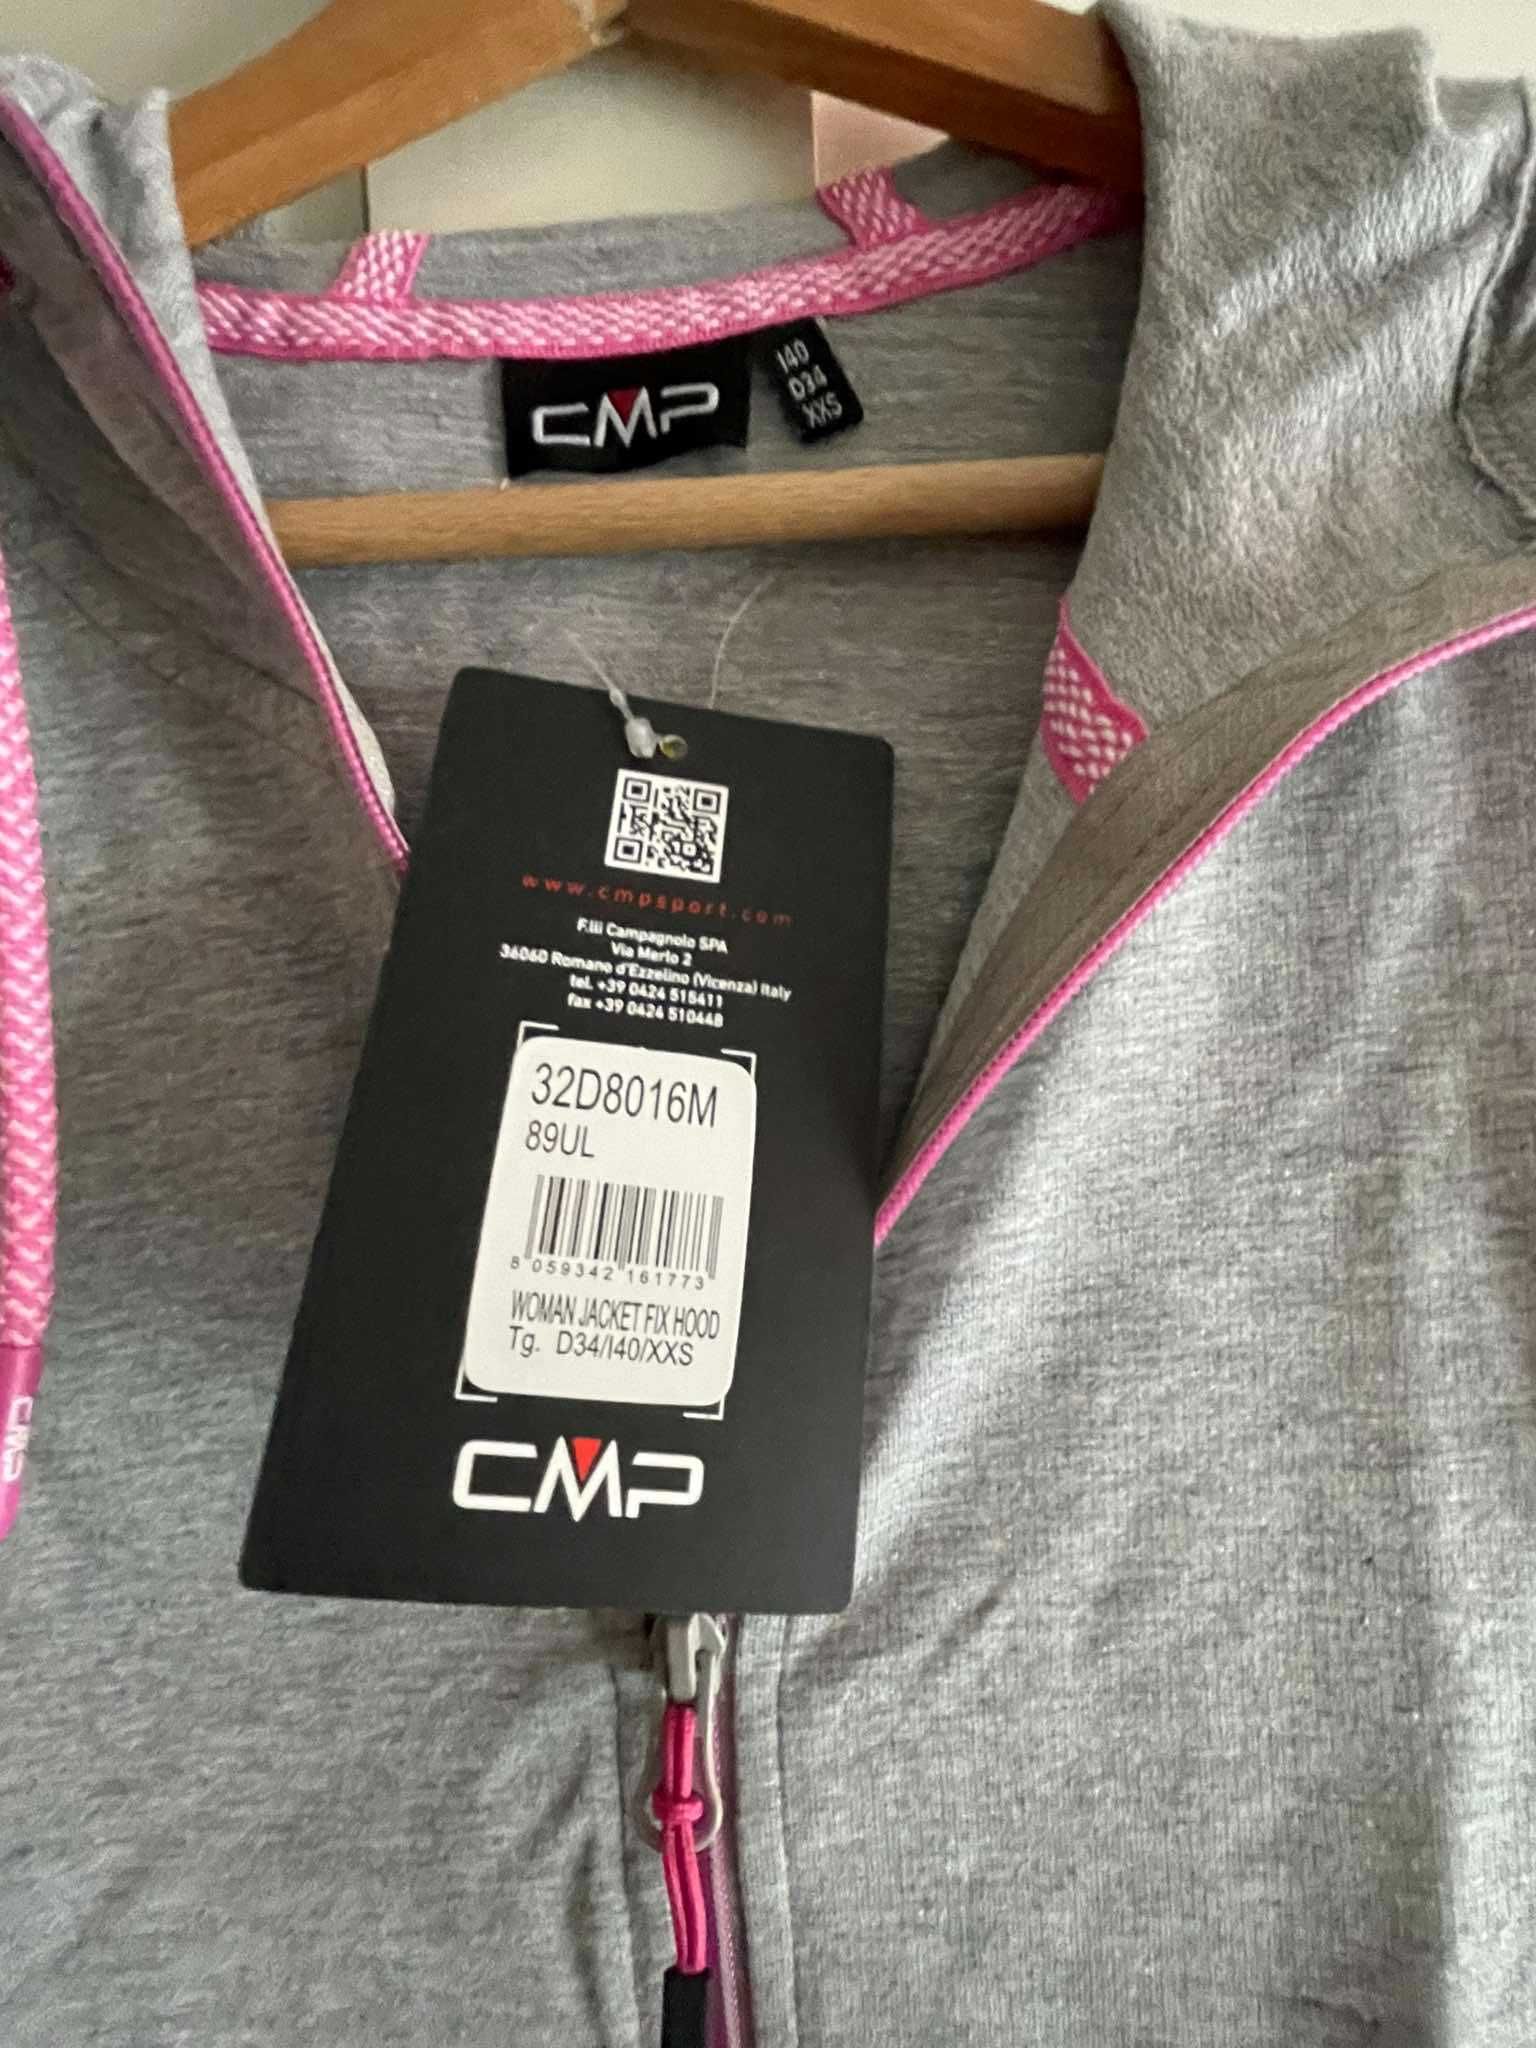 CMP
I40
D34
XXS
www.cmpsport.com
F.lli Campagnolo SPA
Via Merlo 2
36060 Romano d'Ezzelino (Vicenza) Italy
tel. +39 0424 515411
fax +39 0424 510448
32D8016M
89UL
8 059342 161773
WOMAN JACKET FIX HOOD
Tg. D34/I40/XXS
CMP
CMP